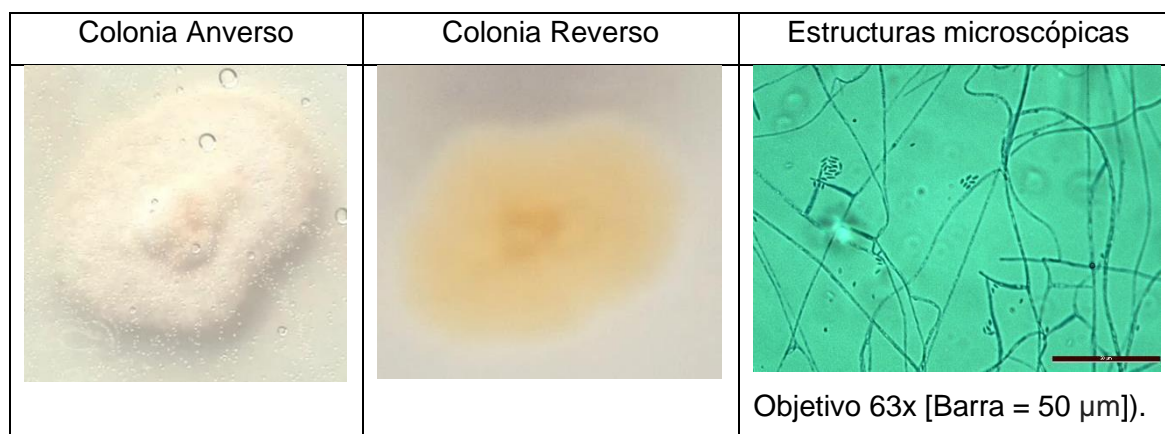 Colonia Anverso
Colonia Reverso
Estructuras microscópicas
Objetivo 63x [Barra = 50 µm]).